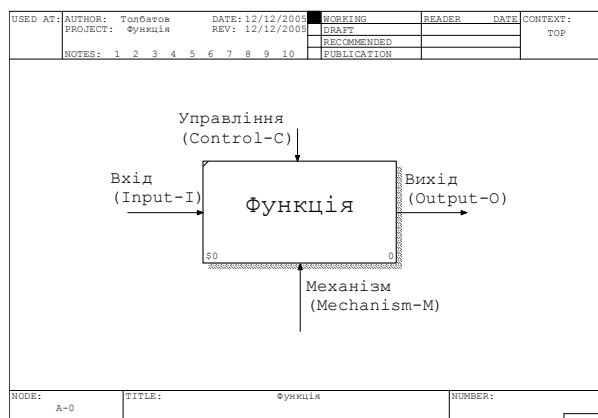 USED AT: AUTHOR: Толбатов DATE: 12/12/2005 WORKING READER DATE CONTEXT:
PROJECT: Функція REV: 12/12/2005 DRAFT TOP
RECOMMENDED
NOTES: 1 2 3 4 5 6 7 8 9 10 PUBLICATION
Управління
(Control-C)
Вхід
(Input-I)
Функція
Вихід
(Output-O)
$0 0
Механізм
(Mechanism-M)
NODE: TITLE: Функція NUMBER:
A-0